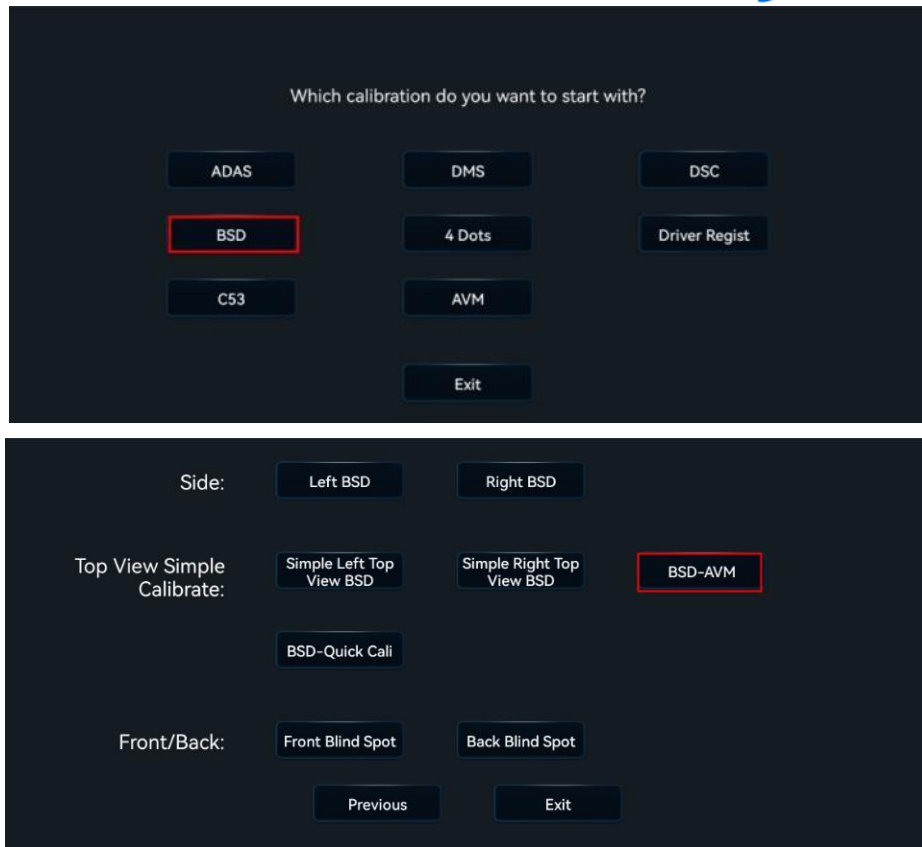 Which calibration do you want to start with?
ADAS
DMS
DSC
BSD
4 Dots
Driver Regist
C53
AVM
Exit
Side:
Left BSD
Right BSD
Top View Simple
Calibrate:
Simple Left Top
View BSD
Simple Right Top
View BSD
BSD-AVM
BSD-Quick Cali
Front/Back:
Front Blind Spot
Back Blind Spot
Previous
Exit